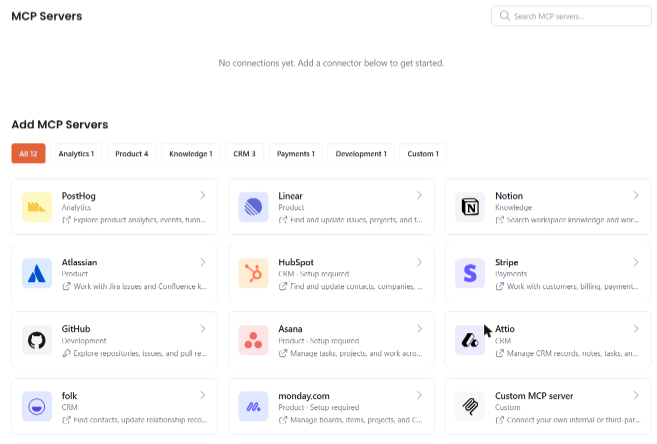 MCP Servers
Search MCP servers...
No connections yet. Add a connector below to get started.
Add MCP Servers
All 12
Analytics 1
Product 4
Knowledge 1
CRM 3
Payments 1
Development 1
Custom 1
PostHog
Analytics
Explore product analytics, events, funn...
Linear
Product
Find and update issues, projects, and t...
Notion
Knowledge
Search workspace knowledge and wor...
Atlassian
Product
Work with Jira issues and Confluence k...
HubSpot
CRM · Setup required
Find and update contacts, companies, ...
Stripe
Payments
Work with customers, billing, payment...
GitHub
Development
Explore repositories, issues, and pull re...
Asana
Product · Setup required
Manage tasks, projects, and work acro...
Attio
CRM
Manage CRM records, notes, tasks, an...
folk
CRM
Find contacts, update relationship reco...
monday.com
Product · Setup required
Manage boards, items, projects, and C...
Custom MCP server
Custom
Connect your own internal or third-par...